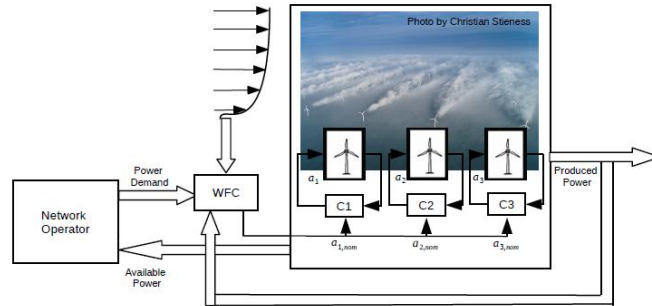 Photo by Christian Stieness
Power
Demand
Network
Operator
WFC
Available
Power
a1
a2
a3
C1
C2
C3
a1,nom
a2,nom
a3,nom
Produced
Power